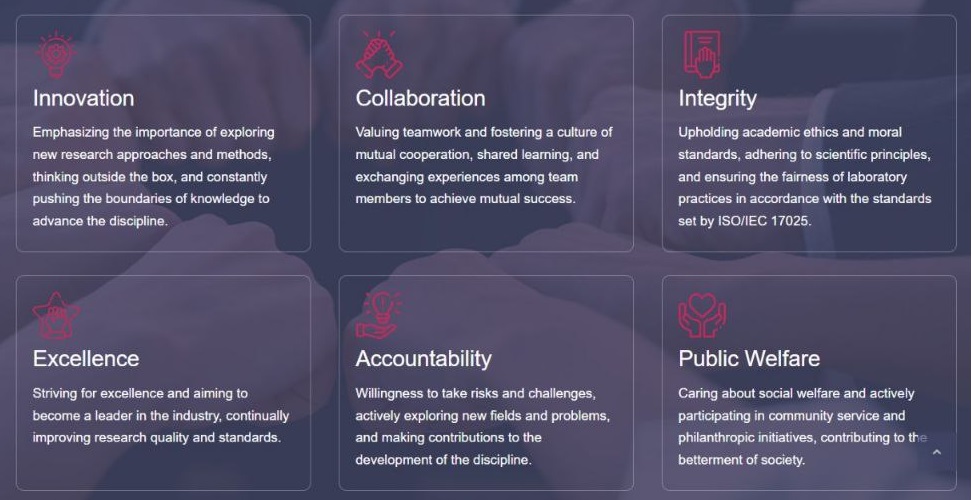 Innovation
Emphasizing the importance of exploring
new research approaches and methods,
thinking outside the box, and constantly
pushing the boundaries of knowledge to
advance the discipline.
Collaboration
Valuing teamwork and fostering a culture of
mutual cooperation, shared learning, and
exchanging experiences among team
members to achieve mutual success.
Integrity
Upholding academic ethics and moral
standards, adhering to scientific principles,
and ensuring the fairness of laboratory
practices in accordance with the standards
set by ISO/IEC 17025.
Excellence
Striving for excellence and aiming to
become a leader in the industry, continually
improving research quality and standards.
Accountability
Willingness to take risks and challenges,
actively exploring new fields and problems,
and making contributions to the
development of the discipline.
Public Welfare
Caring about social welfare and actively
participating in community service and
philanthropic initiatives, contributing to the
betterment of society.